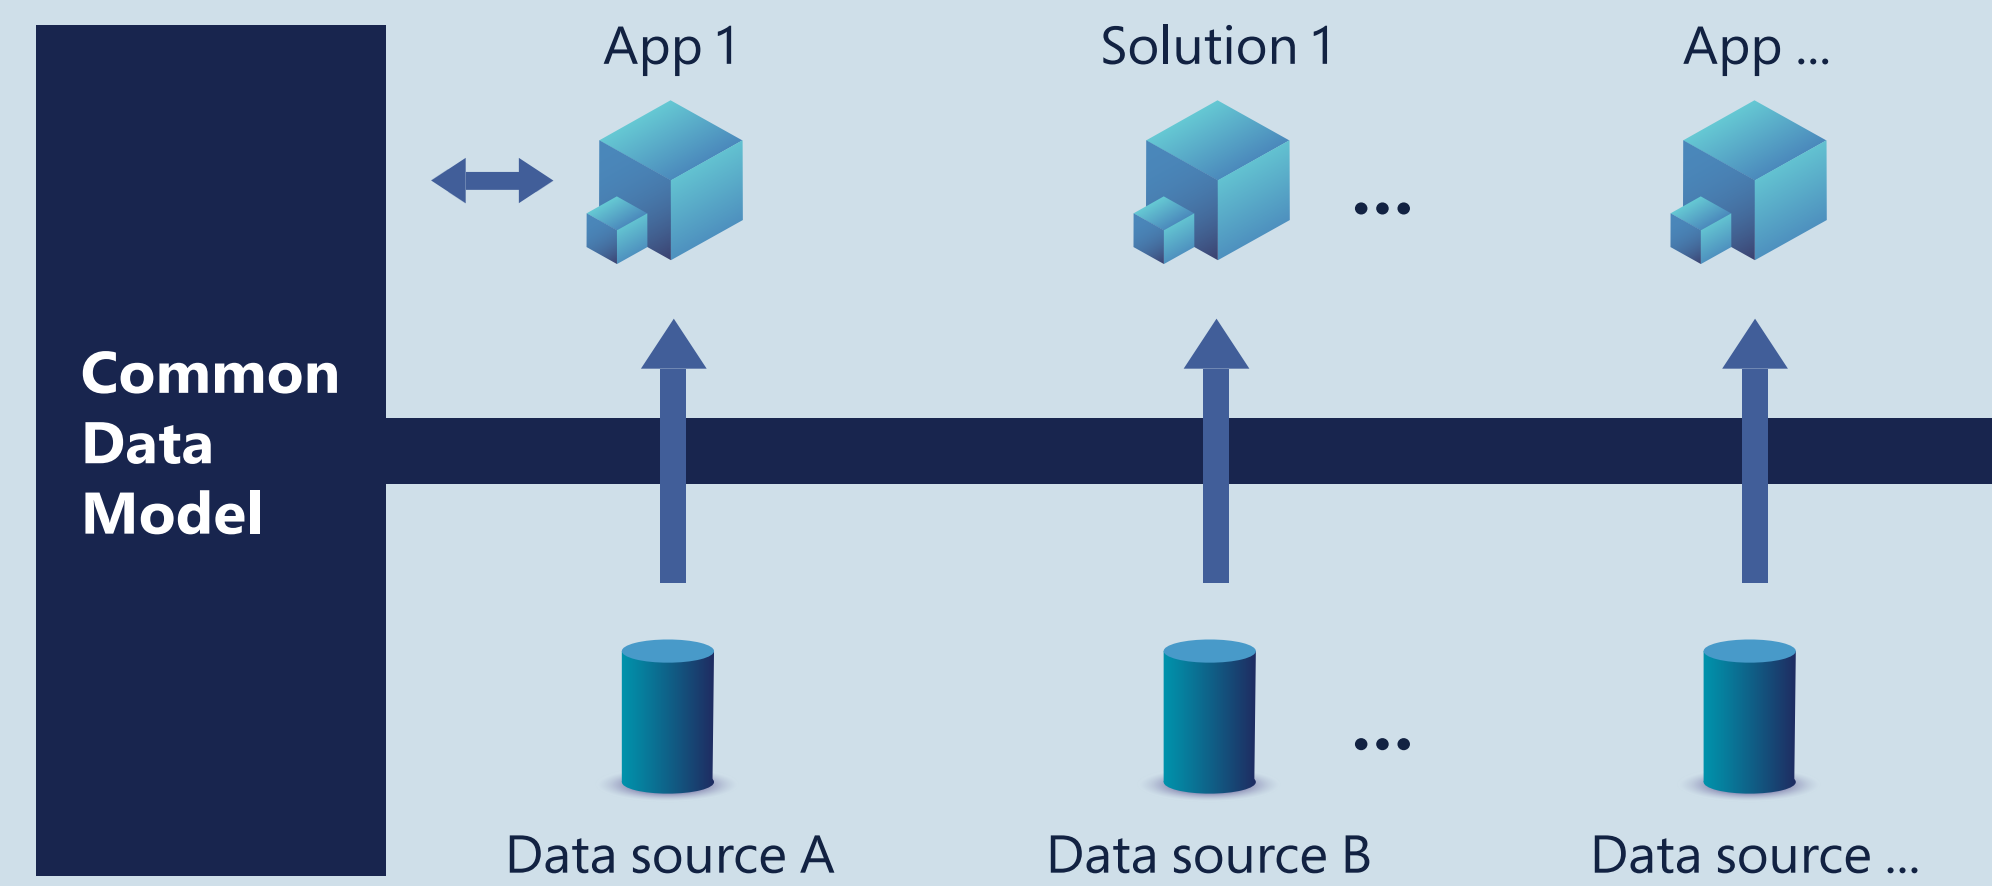 App 1
Solution 1
App ...
...
Common
Data
Model
...
Data source A
Data source B
Data source ...